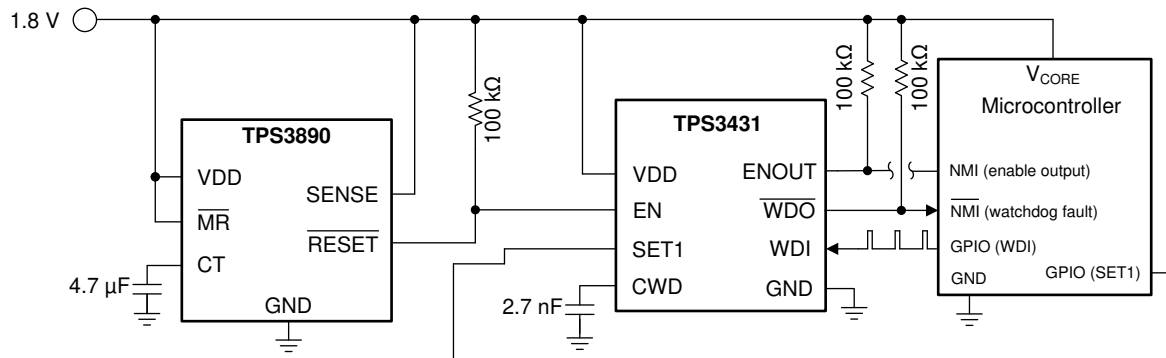 1.8 V
100 kΩ
100 kΩ
100 kΩ
VCORE
Microcontroller
NMI (enable output)
NMI (watchdog fault)
GPIO (WDI)
GND
GPIO (SET1)
TPS3890
VDD
MR
CT
SENSE
RESET
GND
4.7 µF
TPS3431
VDD
EN
SET1
CWD
ENOUT
WDO
WDI
GND
2.7 nF